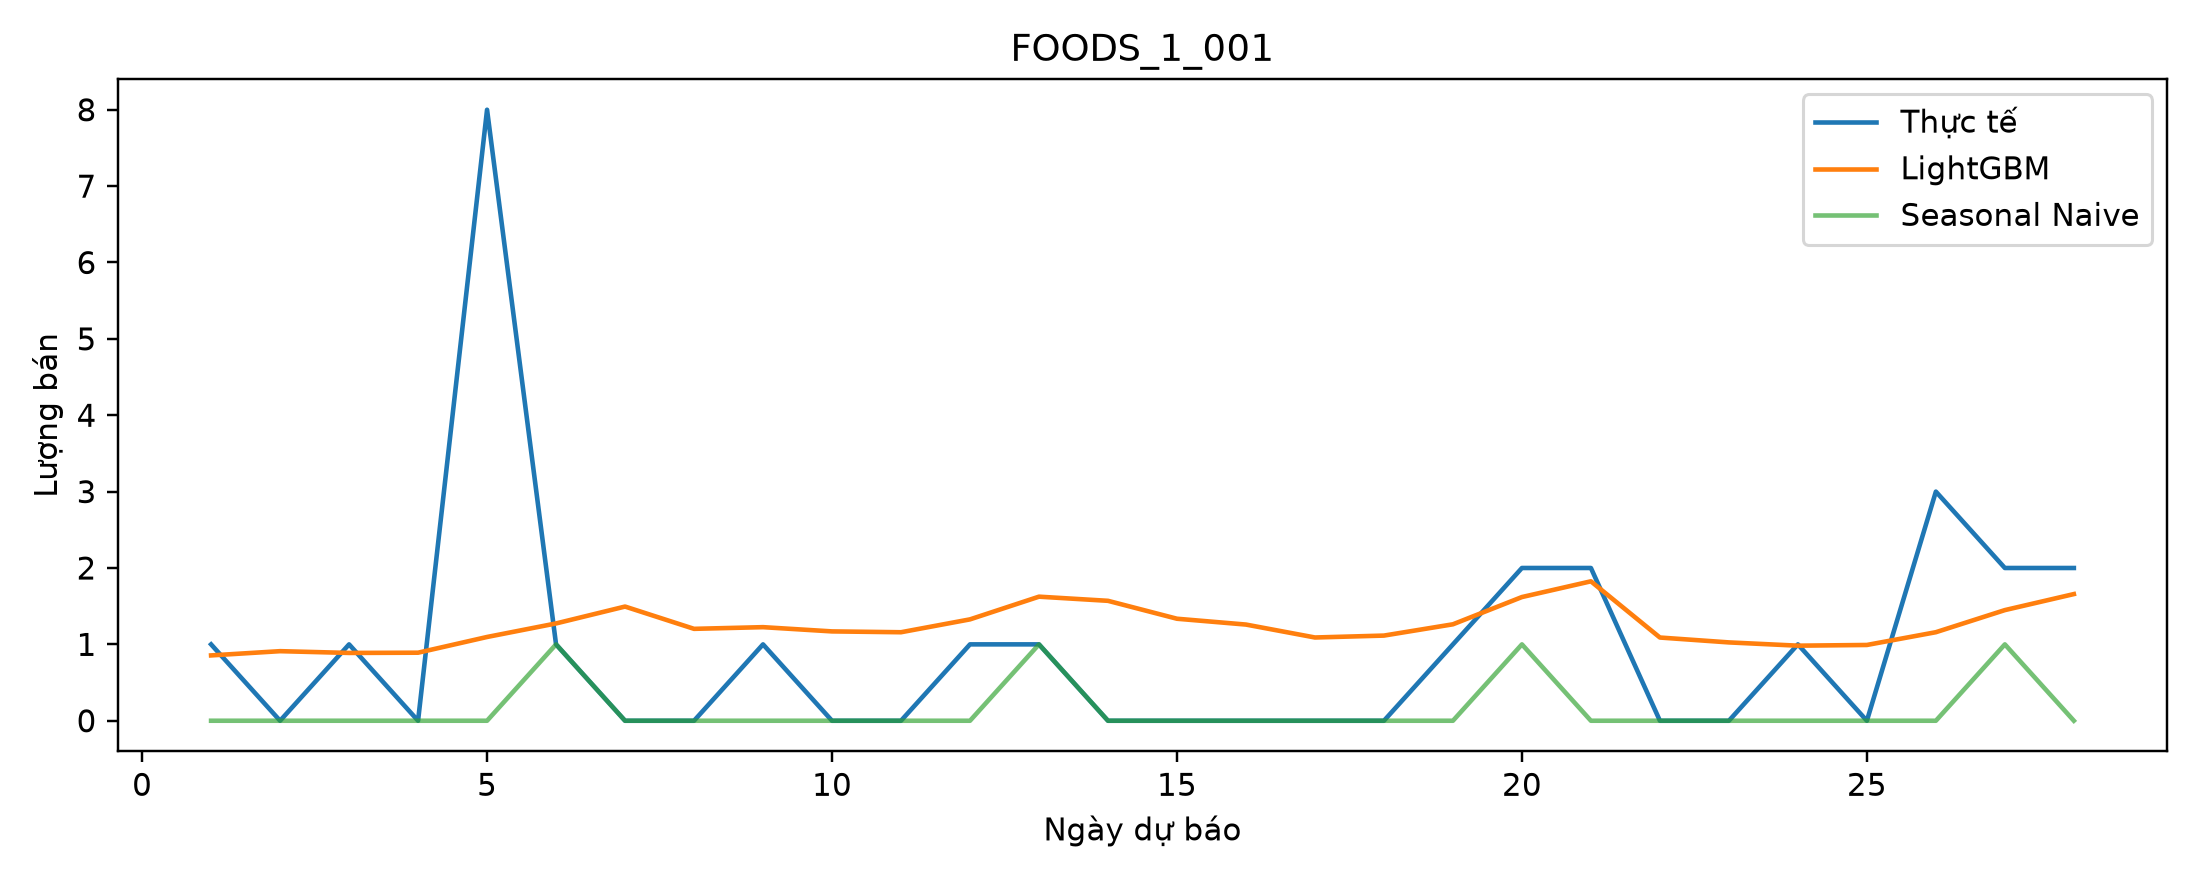 FOODS_1_001
Thực tế
LightGBM
Seasonal Naive
Lượng bán
8
7
6
5
4
3
2
1
0
0 5 10 15 20 25
Ngày dự báo